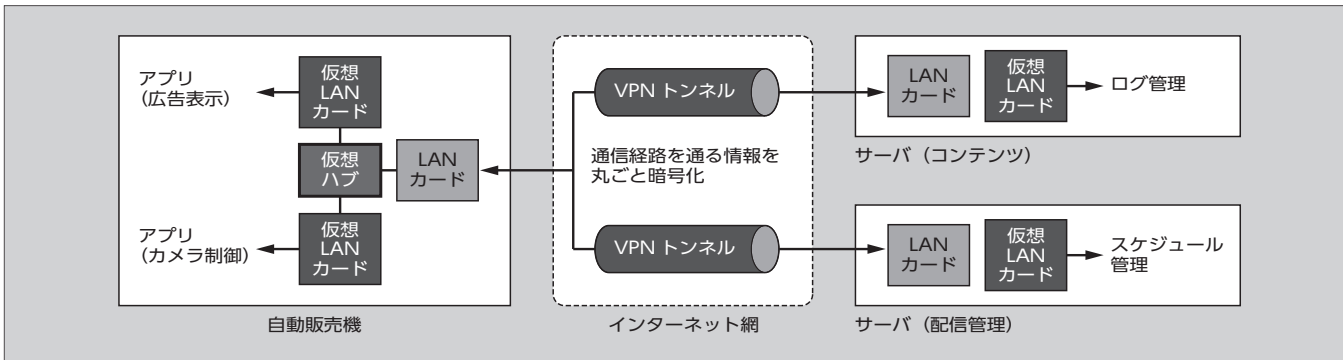 アプリ
（広告表示）
仮想
LAN
カード
仮想
ハブ
LAN
カード
アプリ
（カメラ制御）
仮想
LAN
カード
自動販売機
VPN トンネル
通信経路を通る情報を
丸ごと暗号化
VPN トンネル
インターネット網
LAN
カード
仮想
LAN
カード
ログ管理
サーバ（コンテンツ）
LAN
カード
仮想
LAN
カード
スケジュール
管理
サーバ（配信管理）